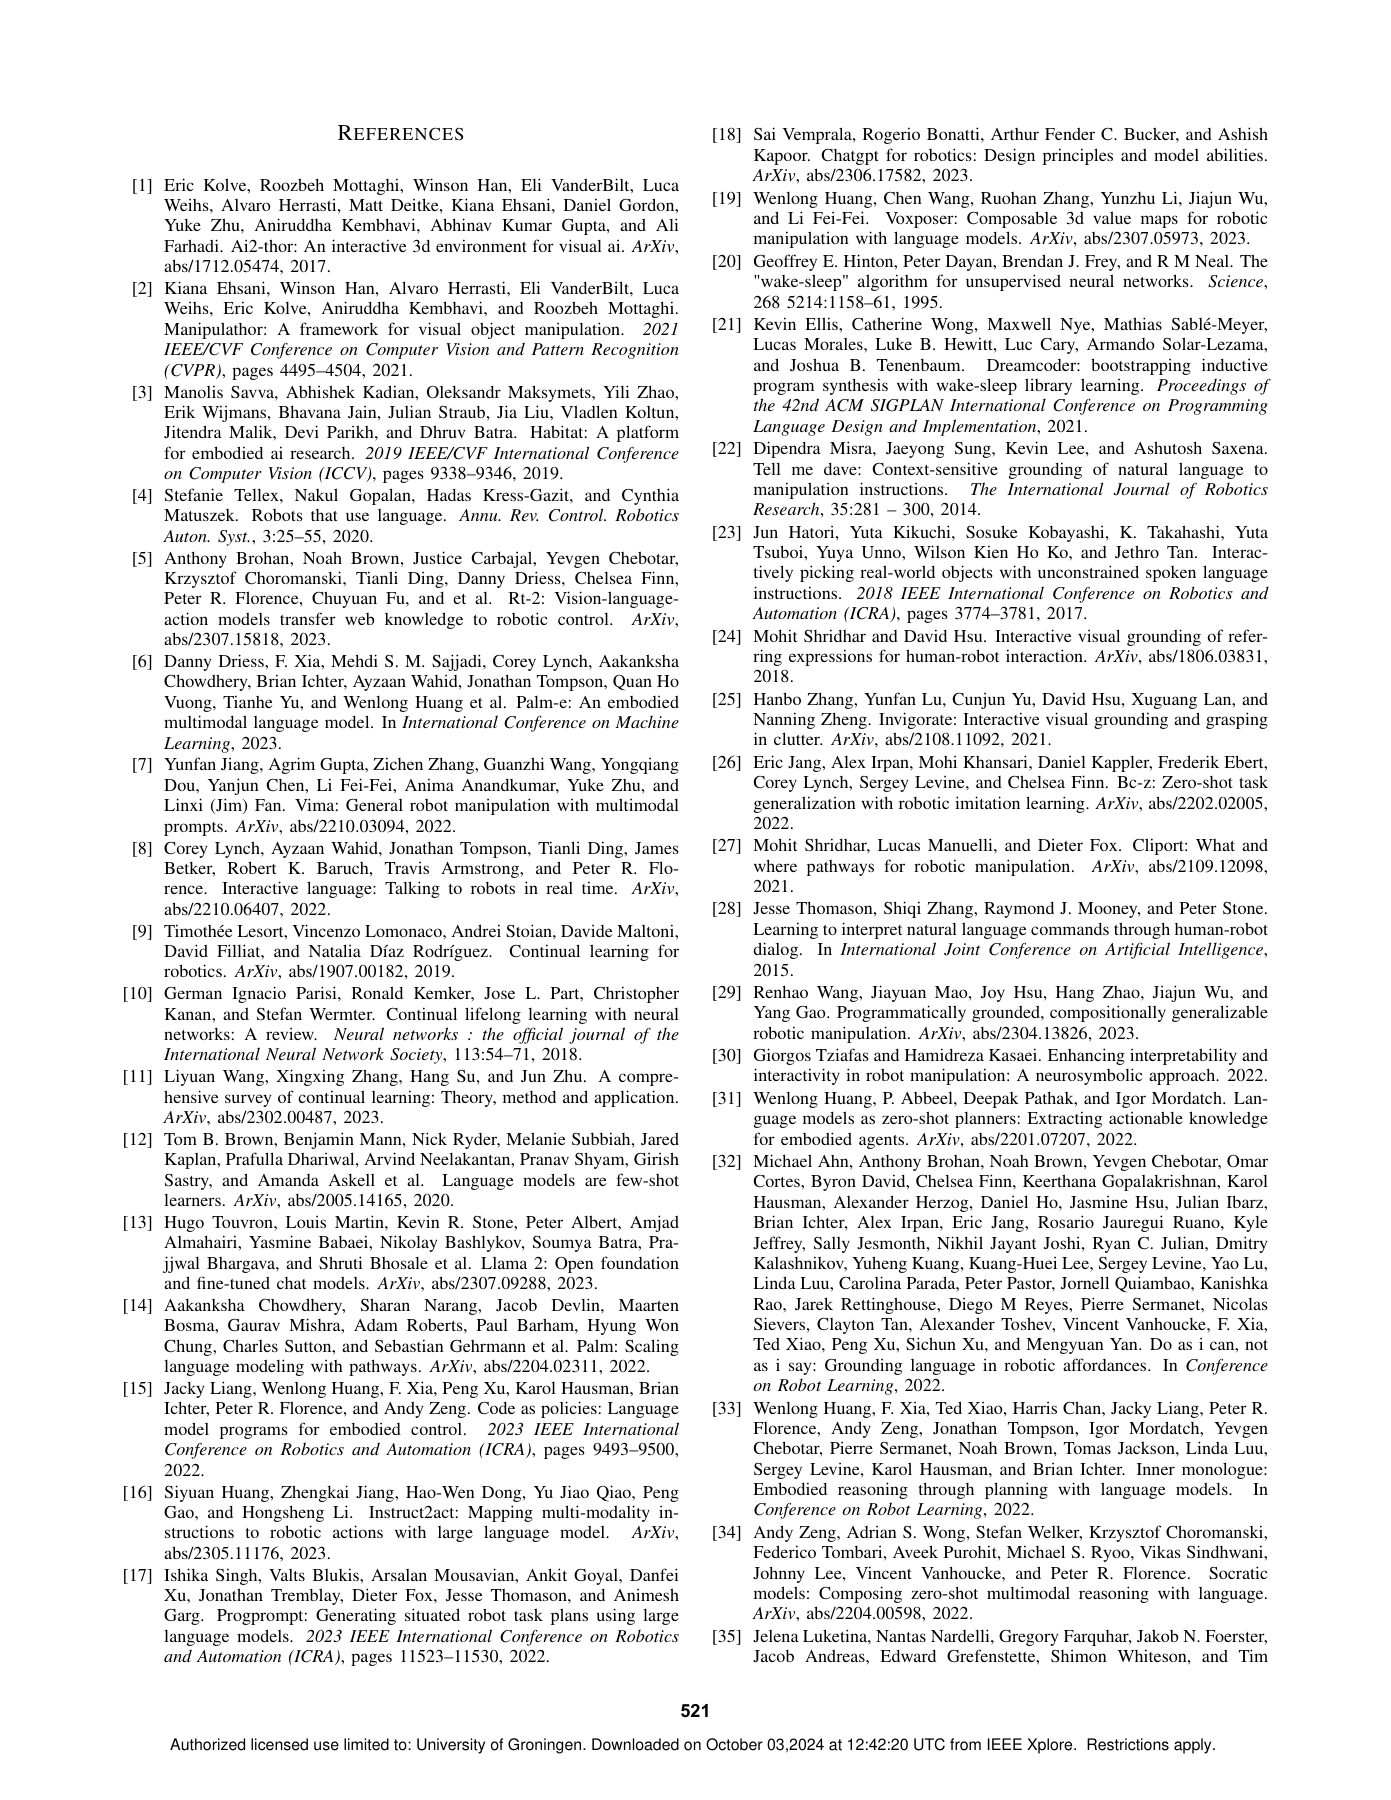 REFERENCES
[1] Eric Kolve, Roozbeh Mottaghi, Winson Han, Eli VanderBilt, Luca
Weihs, Alvaro Herrasti, Matt Deitke, Kiana Ehsani, Daniel Gordon,
Yuke Zhu, Aniruddha Kembhavi, Abhinav Kumar Gupta, and Ali
Farhadi. Ai2-thor: An interactive 3d environment for visual ai. ArXiv,
abs/1712.05474, 2017.
[2] Kiana Ehsani, Winson Han, Alvaro Herrasti, Eli VanderBilt, Luca
Weihs, Eric Kolve, Aniruddha Kembhavi, and Roozbeh Mottaghi.
Manipulathor: A framework for visual object manipulation. 2021
IEEE/CVF Conference on Computer Vision and Pattern Recognition
(CVPR), pages 4495–4504, 2021.
[3] Manolis Savva, Abhishek Kadian, Oleksandr Maksymets, Yili Zhao,
Erik Wijmans, Bhavana Jain, Julian Straub, Jia Liu, Vladlen Koltun,
Jitendra Malik, Devi Parikh, and Dhruv Batra. Habitat: A platform
for embodied ai research. 2019 IEEE/CVF International Conference
on Computer Vision (ICCV), pages 9338–9346, 2019.
[4] Stefanie Tellex, Nakul Gopalan, Hadas Kress-Gazit, and Cynthia
Matuszek. Robots that use language. Annu. Rev. Control. Robotics
Auton. Syst., 3:25–55, 2020.
[5] Anthony Brohan, Noah Brown, Justice Carbajal, Yevgen Chebotar,
Krzysztof Choromanski, Tianli Ding, Danny Driess, Chelsea Finn,
Peter R. Florence, Chuyuan Fu, and et al. Rt-2: Vision-language-
action models transfer web knowledge to robotic control. ArXiv,
abs/2307.15818, 2023.
[6] Danny Driess, F. Xia, Mehdi S. M. Sajjadi, Corey Lynch, Aakanksha
Chowdhery, Brian Ichter, Ayzaan Wahid, Jonathan Tompson, Quan Ho
Vuong, Tianhe Yu, and Wenlong Huang et al. Palm-e: An embodied
multimodal language model. In International Conference on Machine
Learning, 2023.
[7] Yunfan Jiang, Agrim Gupta, Zichen Zhang, Guanzhi Wang, Yongqiang
Dou, Yanjun Chen, Li Fei-Fei, Anima Anandkumar, Yuke Zhu, and
Linxi (Jim) Fan. Vima: General robot manipulation with multimodal
prompts. ArXiv, abs/2210.03094, 2022.
[8] Corey Lynch, Ayzaan Wahid, Jonathan Tompson, Tianli Ding, James
Betker, Robert K. Baruch, Travis Armstrong, and Peter R. Flo-
rence. Interactive language: Talking to robots in real time. ArXiv,
abs/2210.06407, 2022.
[9] Timothée Lesort, Vincenzo Lomonaco, Andrei Stoian, Davide Maltoni,
David Filliat, and Natalia Díaz Rodríguez. Continual learning for
robotics. ArXiv, abs/1907.00182, 2019.
[10] German Ignacio Parisi, Ronald Kemker, Jose L. Part, Christopher
Kanan, and Stefan Wermter. Continual lifelong learning with neural
networks: A review. Neural networks : the official journal of the
International Neural Network Society, 113:54–71, 2018.
[11] Liyuan Wang, Xingxing Zhang, Hang Su, and Jun Zhu. A compre-
hensive survey of continual learning: Theory, method and application.
ArXiv, abs/2302.00487, 2023.
[12] Tom B. Brown, Benjamin Mann, Nick Ryder, Melanie Subbiah, Jared
Kaplan, Prafulla Dhariwal, Arvind Neelakantan, Pranav Shyam, Girish
Sastry, and Amanda Askell et al. Language models are few-shot
learners. ArXiv, abs/2005.14165, 2020.
[13] Hugo Touvron, Louis Martin, Kevin R. Stone, Peter Albert, Amjad
Almahairi, Yasmine Babaei, Nikolay Bashlykov, Soumya Batra, Pra-
jjwal Bhargava, and Shruti Bhosale et al. Llama 2: Open foundation
and fine-tuned chat models. ArXiv, abs/2307.09288, 2023.
[14] Aakanksha Chowdhery, Sharan Narang, Jacob Devlin, Maarten
Bosma, Gaurav Mishra, Adam Roberts, Paul Barham, Hyung Won
Chung, Charles Sutton, and Sebastian Gehrmann et al. Palm: Scaling
language modeling with pathways. ArXiv, abs/2204.02311, 2022.
[15] Jacky Liang, Wenlong Huang, F. Xia, Peng Xu, Karol Hausman, Brian
Ichter, Peter R. Florence, and Andy Zeng. Code as policies: Language
model programs for embodied control. 2023 IEEE International
Conference on Robotics and Automation (ICRA), pages 9493–9500,
2022.
[16] Siyuan Huang, Zhengkai Jiang, Hao-Wen Dong, Yu Jiao Qiao, Peng
Gao, and Hongsheng Li. Instruct2act: Mapping multi-modality in-
structions to robotic actions with large language model. ArXiv,
abs/2305.11176, 2023.
[17] Ishika Singh, Valts Blukis, Arsalan Mousavian, Ankit Goyal, Danfei
Xu, Jonathan Tremblay, Dieter Fox, Jesse Thomason, and Animesh
Garg. Progprompt: Generating situated robot task plans using large
language models. 2023 IEEE International Conference on Robotics
and Automation (ICRA), pages 11523–11530, 2022.
[18] Sai Vemprala, Rogerio Bonatti, Arthur Fender C. Bucker, and Ashish
Kapoor. Chatgpt for robotics: Design principles and model abilities.
ArXiv, abs/2306.17582, 2023.
[19] Wenlong Huang, Chen Wang, Ruohan Zhang, Yunzhu Li, Jiajun Wu,
and Li Fei-Fei. Voxposer: Composable 3d value maps for robotic
manipulation with language models. ArXiv, abs/2307.05973, 2023.
[20] Geoffrey E. Hinton, Peter Dayan, Brendan J. Frey, and R M Neal. The
"wake-sleep" algorithm for unsupervised neural networks. Science,
268 5214:1158–61, 1995.
[21] Kevin Ellis, Catherine Wong, Maxwell Nye, Mathias Sablé-Meyer,
Lucas Morales, Luke B. Hewitt, Luc Cary, Armando Solar-Lezama,
and Joshua B. Tenenbaum. Dreamcoder: bootstrapping inductive
program synthesis with wake-sleep library learning. Proceedings of
the 42nd ACM SIGPLAN International Conference on Programming
Language Design and Implementation, 2021.
[22] Dipendra Misra, Jaeyong Sung, Kevin Lee, and Ashutosh Saxena.
Tell me dave: Context-sensitive grounding of natural language to
manipulation instructions. The International Journal of Robotics
Research, 35:281 – 300, 2014.
[23] Jun Hatori, Yuta Kikuchi, Sosuke Kobayashi, K. Takahashi, Yuta
Tsuboi, Yuya Unno, Wilson Kien Ho Ko, and Jethro Tan. Interac-
tively picking real-world objects with unconstrained spoken language
instructions. 2018 IEEE International Conference on Robotics and
Automation (ICRA), pages 3774–3781, 2017.
[24] Mohit Shridhar and David Hsu. Interactive visual grounding of refer-
ring expressions for human-robot interaction. ArXiv, abs/1806.03831,
2018.
[25] Hanbo Zhang, Yunfan Lu, Cunjun Yu, David Hsu, Xuguang Lan, and
Nanning Zheng. Invigorate: Interactive visual grounding and grasping
in clutter. ArXiv, abs/2108.11092, 2021.
[26] Eric Jang, Alex Irpan, Mohi Khansari, Daniel Kappler, Frederik Ebert,
Corey Lynch, Sergey Levine, and Chelsea Finn. Bc-z: Zero-shot task
generalization with robotic imitation learning. ArXiv, abs/2202.02005,
2022.
[27] Mohit Shridhar, Lucas Manuelli, and Dieter Fox. Cliport: What and
where pathways for robotic manipulation. ArXiv, abs/2109.12098,
2021.
[28] Jesse Thomason, Shiqi Zhang, Raymond J. Mooney, and Peter Stone.
Learning to interpret natural language commands through human-robot
dialog. In International Joint Conference on Artificial Intelligence,
2015.
[29] Renhao Wang, Jiayuan Mao, Joy Hsu, Hang Zhao, Jiajun Wu, and
Yang Gao. Programmatically grounded, compositionally generalizable
robotic manipulation. ArXiv, abs/2304.13826, 2023.
[30] Giorgos Tziafas and Hamidreza Kasaei. Enhancing interpretability and
interactivity in robot manipulation: A neurosymbolic approach. 2022.
[31] Wenlong Huang, P. Abbeel, Deepak Pathak, and Igor Mordatch. Lan-
guage models as zero-shot planners: Extracting actionable knowledge
for embodied agents. ArXiv, abs/2201.07207, 2022.
[32] Michael Ahn, Anthony Brohan, Noah Brown, Yevgen Chebotar, Omar
Cortes, Byron David, Chelsea Finn, Keerthana Gopalakrishnan, Karol
Hausman, Alexander Herzog, Daniel Ho, Jasmine Hsu, Julian Ibarz,
Brian Ichter, Alex Irpan, Eric Jang, Rosario Jauregui Ruano, Kyle
Jeffrey, Sally Jesmonth, Nikhil Jayant Joshi, Ryan C. Julian, Dmitry
Kalashnikov, Yuheng Kuang, Kuang-Huei Lee, Sergey Levine, Yao Lu,
Linda Luu, Carolina Parada, Peter Pastor, Jornell Quiambao, Kanishka
Rao, Jarek Rettinghouse, Diego M Reyes, Pierre Sermanet, Nicolas
Sievers, Clayton Tan, Alexander Toshev, Vincent Vanhoucke, F. Xia,
Ted Xiao, Peng Xu, Sichun Xu, and Mengyuan Yan. Do as i can, not
as i say: Grounding language in robotic affordances. In Conference
on Robot Learning, 2022.
[33] Wenlong Huang, F. Xia, Ted Xiao, Harris Chan, Jacky Liang, Peter R.
Florence, Andy Zeng, Jonathan Tompson, Igor Mordatch, Yevgen
Chebotar, Pierre Sermanet, Noah Brown, Tomas Jackson, Linda Luu,
Sergey Levine, Karol Hausman, and Brian Ichter. Inner monologue:
Embodied reasoning through planning with language models. In
Conference on Robot Learning, 2022.
[34] Andy Zeng, Adrian S. Wong, Stefan Welker, Krzysztof Choromanski,
Federico Tombari, Aveek Purohit, Michael S. Ryoo, Vikas Sindhwani,
Johnny Lee, Vincent Vanhoucke, and Peter R. Florence. Socratic
models: Composing zero-shot multimodal reasoning with language.
ArXiv, abs/2204.00598, 2022.
[35] Jelena Luketina, Nantas Nardelli, Gregory Farquhar, Jakob N. Foerster,
Jacob Andreas, Edward Grefenstette, Shimon Whiteson, and Tim
521
Authorized licensed use limited to: University of Groningen. Downloaded on October 03,2024 at 12:42:20 UTC from IEEE Xplore. Restrictions apply.